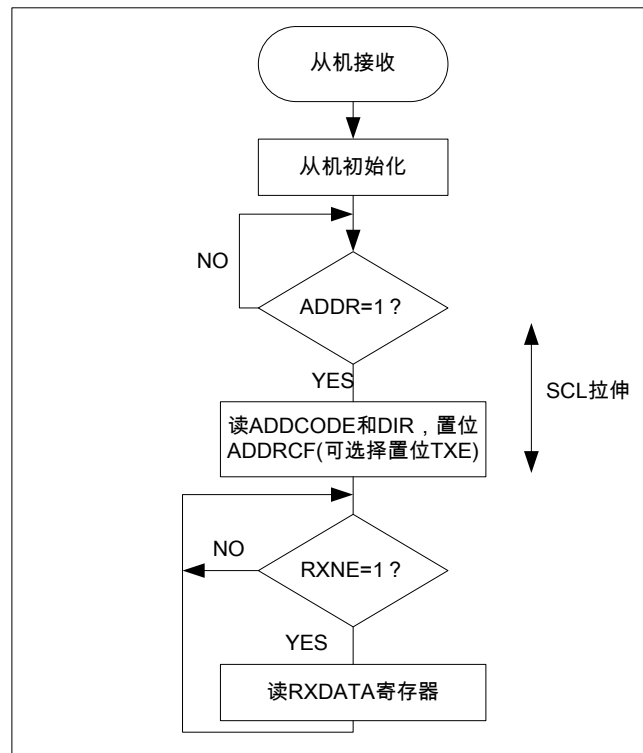 从机接收
从机初始化
NO
ADDR=1？
YES
SCL拉伸
读ADDCODE和DIR，置位
ADDRCF(可选择置位TXE)
NO
RXNE=1？
YES
读RXDATA寄存器